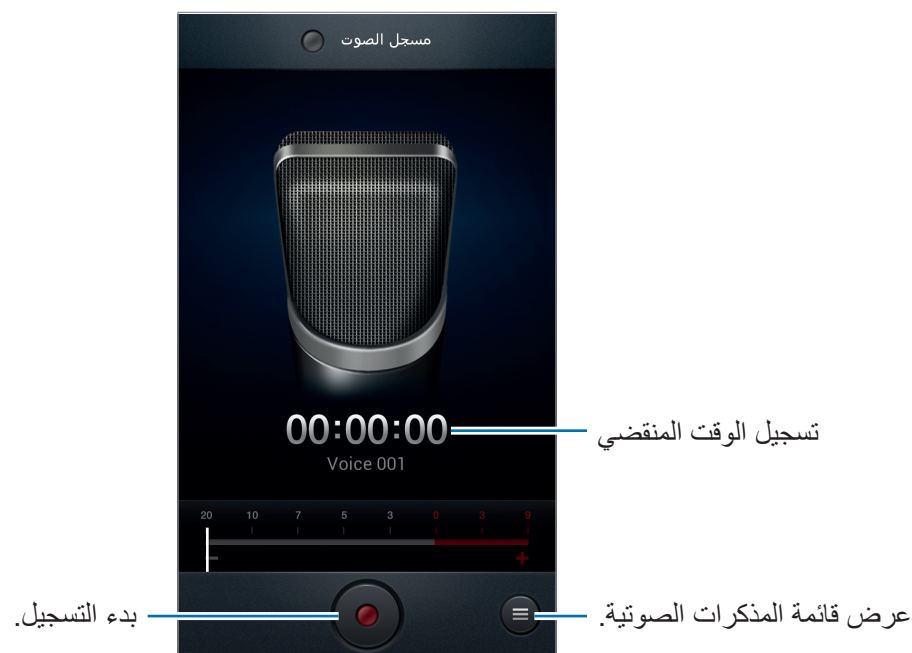 مسجل الصوت
00:00:00
تسجيل الوقت المنقضي
Voice 001
20 10 7 5 3 0 3 9
- +
بدء التسجيل.
عرض قائمة المذكرات الصوتية.